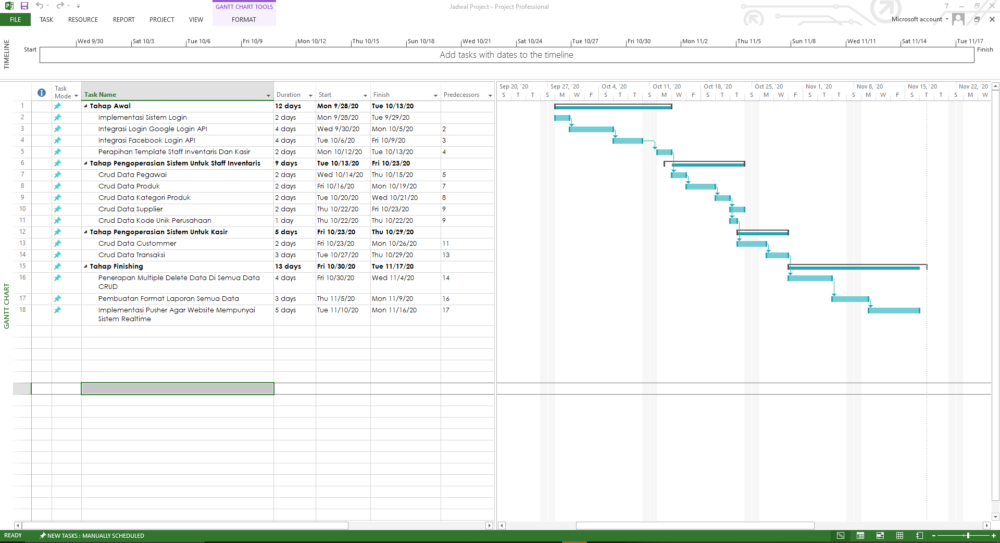 GANTT CHART TOOLS
Jadwal Project - Project Professional
?
FILE
TASK
RESOURCE
REPORT
PROJECT
VIEW
FORMAT
Microsoft account
TIMELINE
Wed 9/30
Sat 10/3
Tue 10/6
Fri 10/9
Mon 10/12
Thu 10/15
Sun 10/18
Wed 10/21
Sat 10/24
Tue 10/27
Fri 10/30
Mon 11/2
Thu 11/5
Sun 11/8
Wed 11/11
Sat 11/14
Tue 11/17
Start
Add tasks with dates to the timeline
Finish
Task Mode
Task Name
Duration
Start
Finish
Predecessors
Sep 20, '20
Sep 27, '20
Oct 4, '20
Oct 11, '20
Oct 18, '20
Oct 25, '20
Nov 1, '20
Nov 8, '20
Nov 15, '20
Nov 22, '20
S T T S M W F S T T S M W F S T T S M W F S T T S M W F S T T S M W
1 Tahap Awal 12 days Mon 9/28/20 Tue 10/13/20
2 Implementasi Sistem Login 2 days Mon 9/28/20 Tue 9/29/20
3 Integrasi Login Google Login API 4 days Wed 9/30/20 Mon 10/5/20 2
4 Integrasi Facebook Login API 4 days Tue 10/6/20 Fri 10/9/20 3
5 Perapihan Template Staff Inventaris Dan Kasir 2 days Mon 10/12/20 Tue 10/13/20 4
6 Tahap Pengoperasian Sistem Untuk Staff Inventaris 9 days Tue 10/13/20 Fri 10/23/20
7 Crud Data Pegawai 2 days Wed 10/14/20 Thu 10/15/20 5
8 Crud Data Produk 2 days Fri 10/16/20 Mon 10/19/20 7
9 Crud Data Kategori Produk 2 days Tue 10/20/20 Wed 10/21/20 8
10 Crud Data Supplier 2 days Thu 10/22/20 Fri 10/23/20 9
11 Crud Data Kode Unik Perusahaan 1 day Thu 10/22/20 Thu 10/22/20 9
12 Tahap Pengoperasian Sistem Untuk Kasir 5 days Fri 10/23/20 Thu 10/29/20
13 Crud Data Custommer 2 days Fri 10/23/20 Mon 10/26/20 11
14 Crud Data Transaksi 3 days Tue 10/27/20 Thu 10/29/20 13
15 Tahap Finishing 13 days Fri 10/30/20 Tue 11/17/20
16 Penerapan Multiple Delete Data Di Semua Data 4 days Fri 10/30/20 Wed 11/4/20 14
CRUD
17 Pembuatan Format Laporan Semua Data 3 days Thu 11/5/20 Mon 11/9/20 16
18 Implementasi Pusher Agar Website Mempunyai 5 days Tue 11/10/20 Mon 11/16/20 17
Sistem Realtime
GANTT CHART
READY
NEW TASKS : MANUALLY SCHEDULED